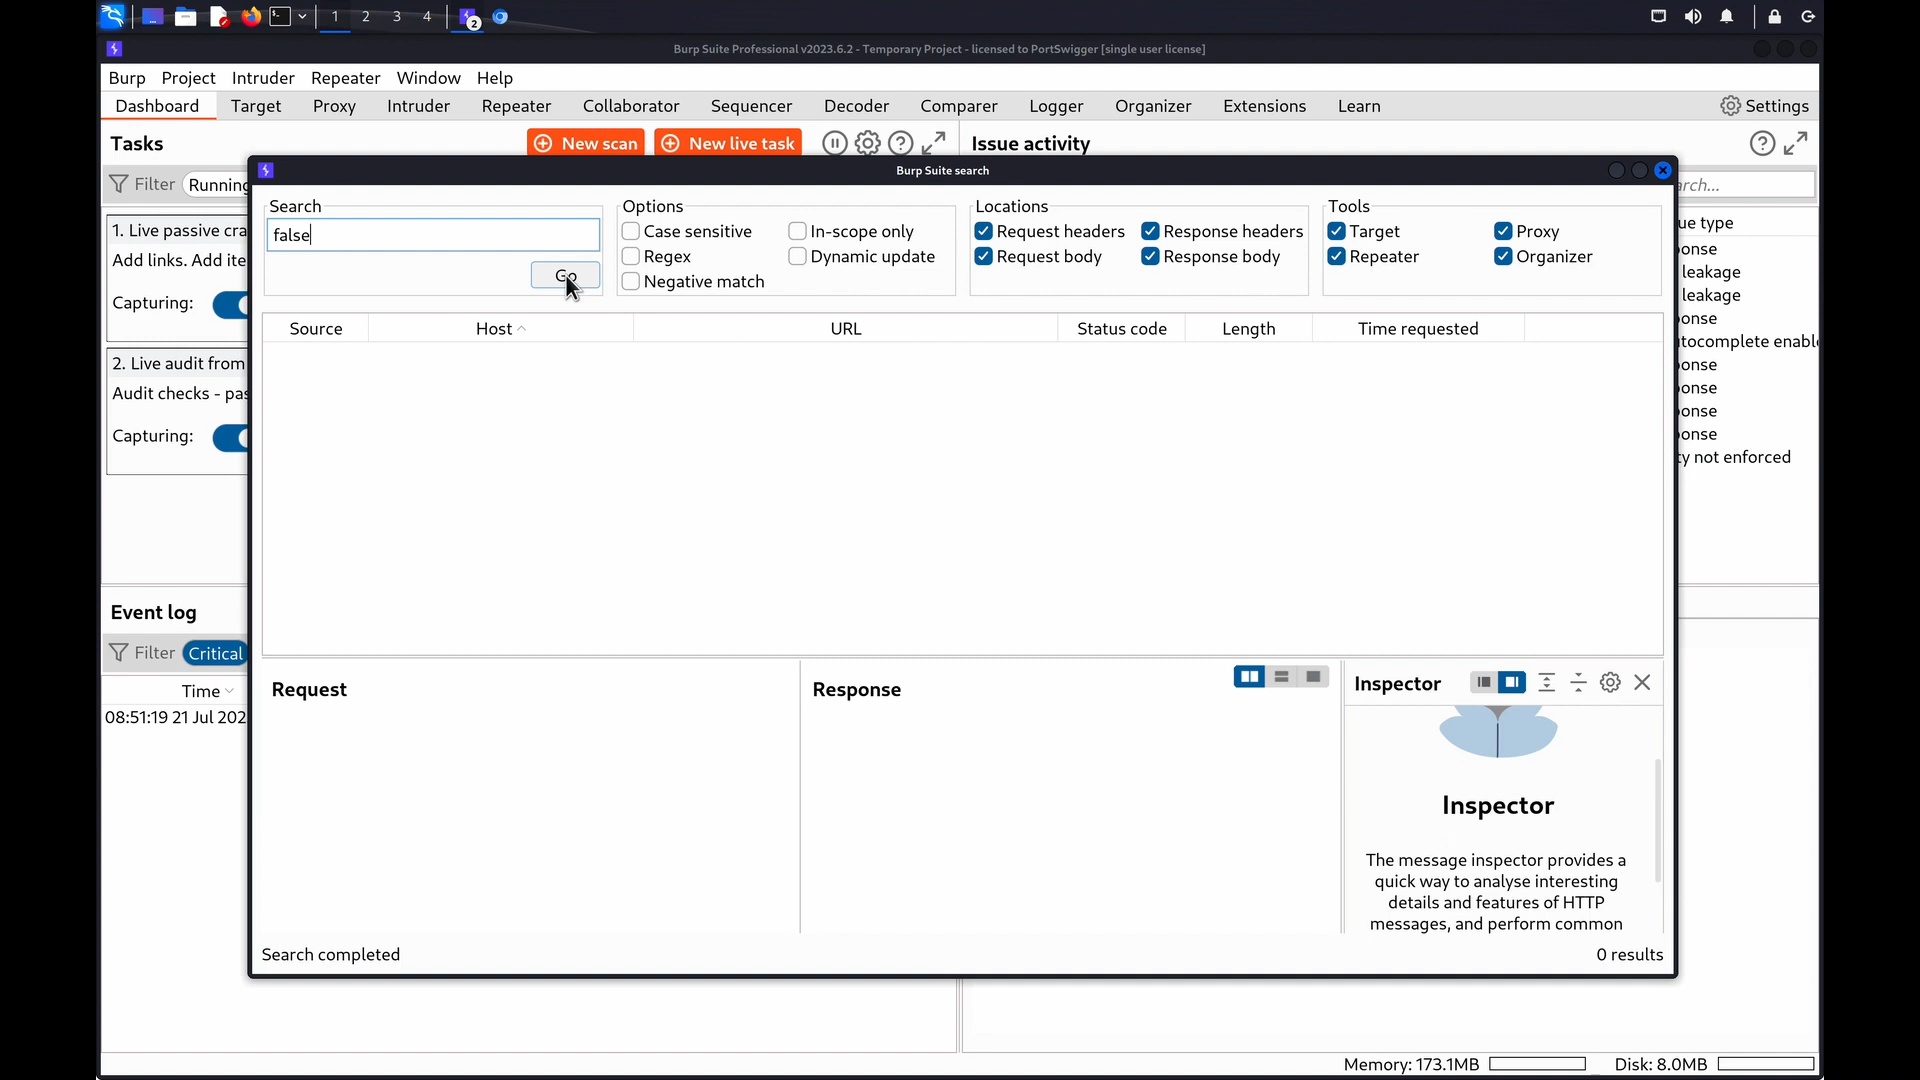 1 2 3 4 2
Burp Suite Professional v2023.6.2 - Temporary Project - licensed to PortSwigger [single user license]
Burp Project Intruder Repeater Window Help
Dashboard Target Proxy Intruder Repeater Collaborator Sequencer Decoder Comparer Logger Organizer Extensions Learn Settings
Tasks New scan New live task Issue activity
Filter Running
Burp Suite search
Search Options Locations Tools
false
Go
Case sensitive In-scope only
Regex Dynamic update
Negative match
Request headers Response headers
Request body Response body
Target Proxy
Repeater Organizer
1. Live passive cra
Add links. Add ite
Capturing:
2. Live audit from
Audit checks - pas
Capturing:
Source Host URL Status code Length Time requested
rch...
ue type
onse
leakage
leakage
onse
tocomplete enabl
onse
onse
onse
onse
ty not enforced
Event log
Filter Critical
Time
08:51:19 21 Jul 202
Request Response Inspector
Inspector
The message inspector provides a
quick way to analyse interesting
details and features of HTTP
messages, and perform common
Search completed 0 results
Memory: 173.1MB Disk: 8.0MB